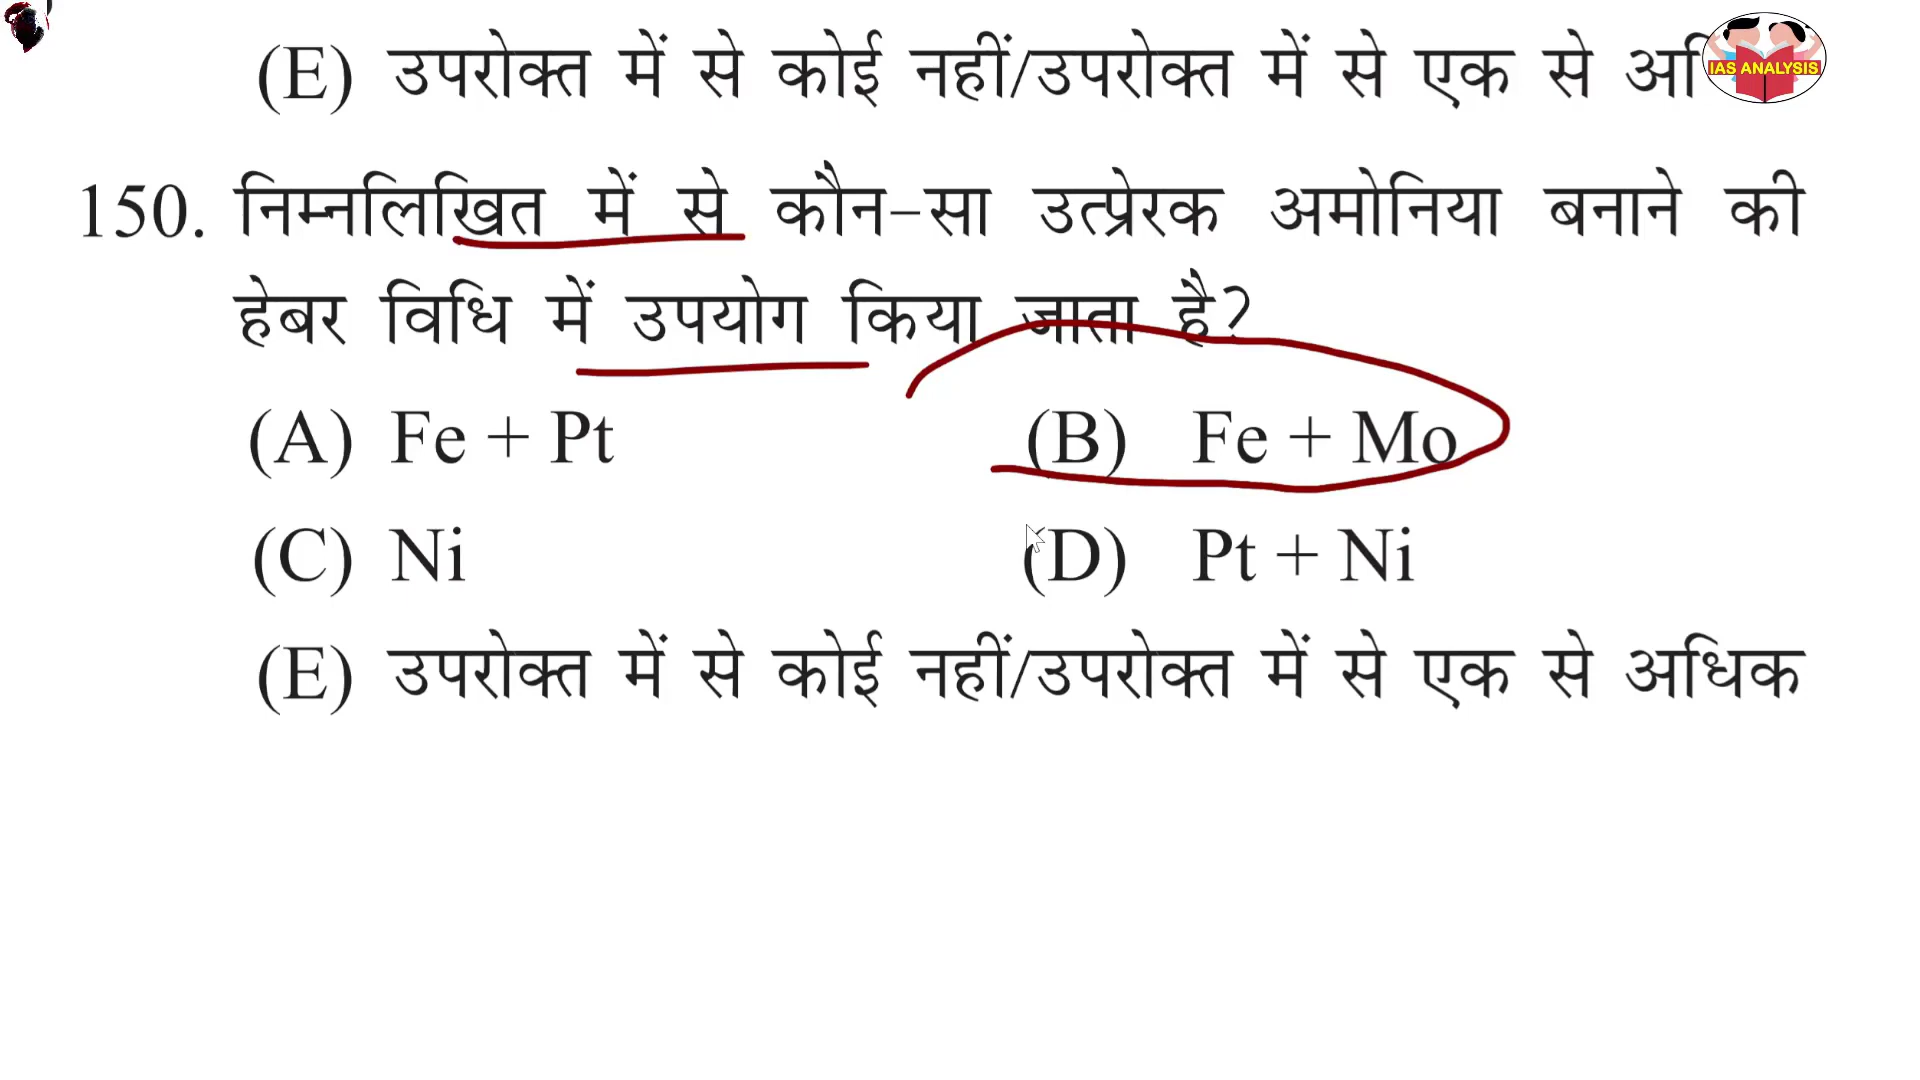 (E) उपरोक्त में से कोई नहीं/उपरोक्त में से एक से
IAS ANALYSIS
150. निम्नलिखित में से कौन-सा उत्प्रेरक अमोनिया बनाने की
हेबर विधि में उपयोग किया जाता है?
(A) Fe + Pt (B) Fe + Mo
(C) Ni (D) Pt + Ni
(E) उपरोक्त में से कोई नहीं/उपरोक्त में से एक से अधिक